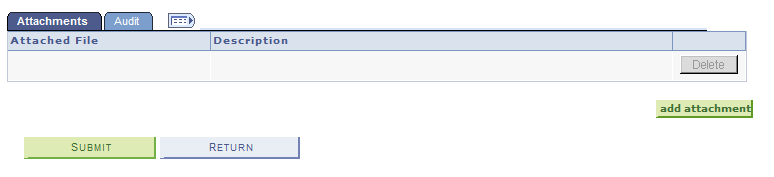 Attachments Audit
Attached File Description
Delete
add attachment
SUBMIT RETURN